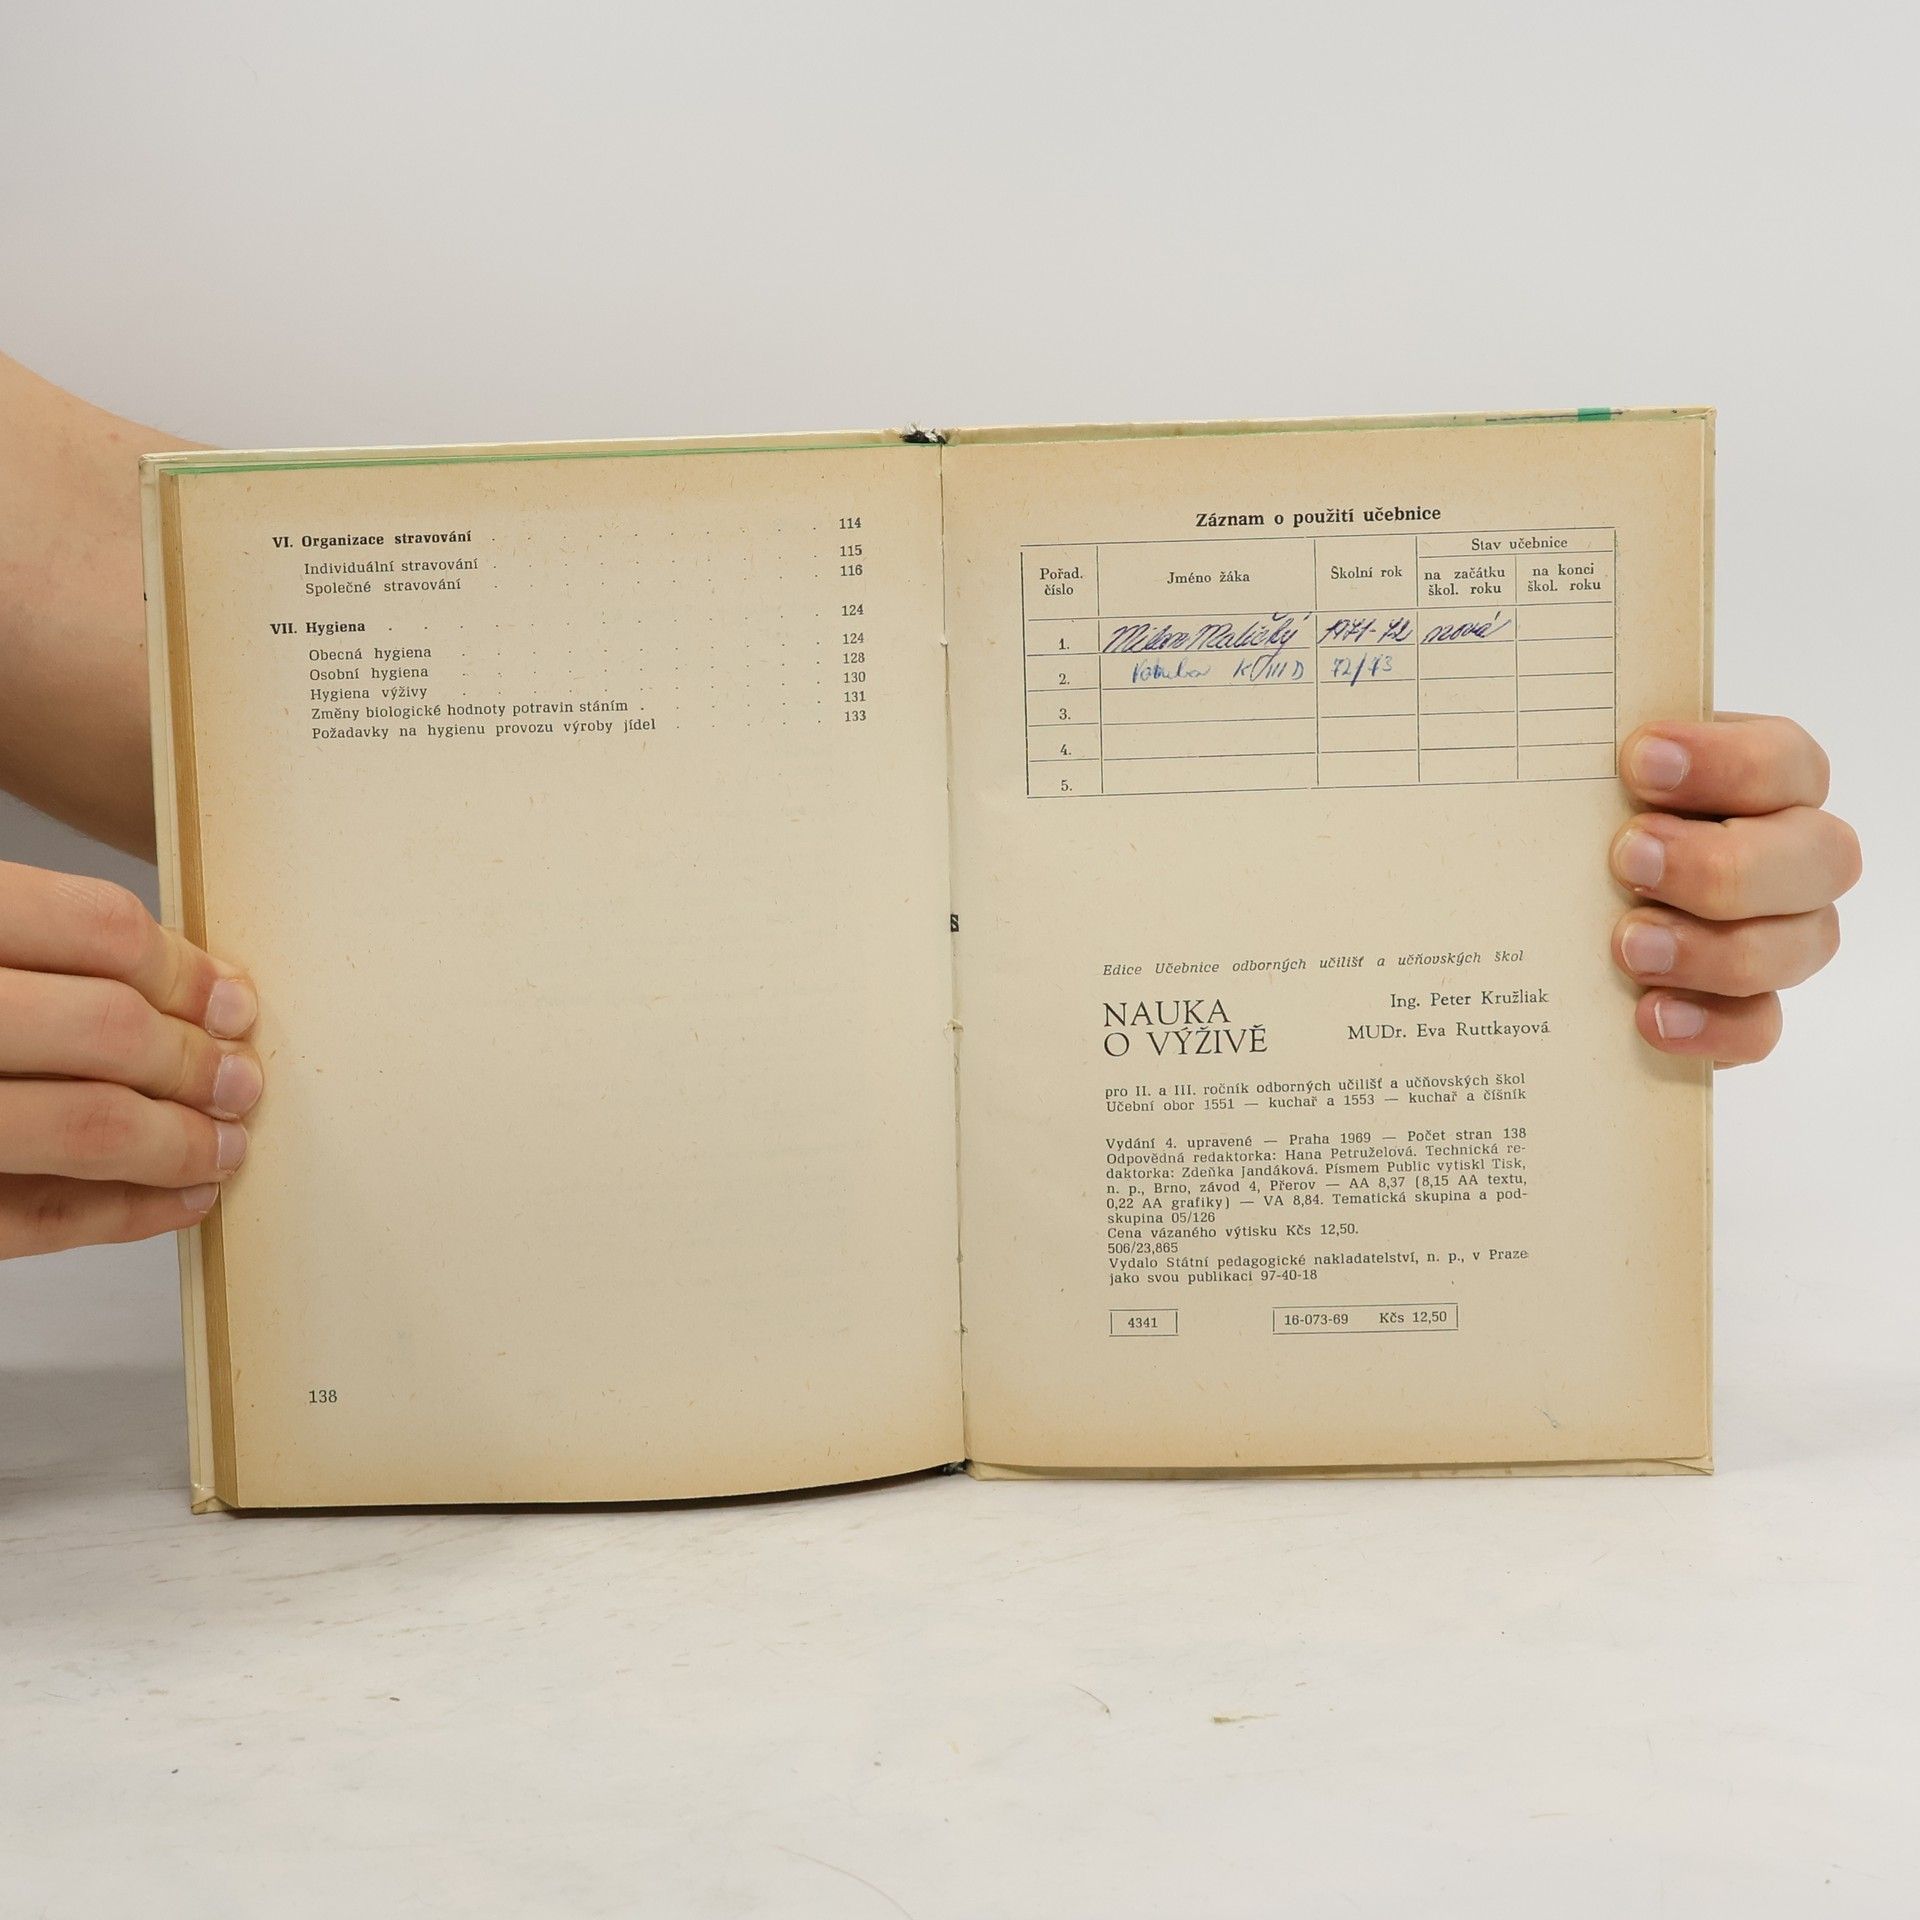 VI. Organizace stravování . . . . . . . . 114
Individuální stravování . . . . . . . . 115
Společné stravování . . . . . . . . 116
VII. Hygiena . . . . . . . . . . 124
Obecná hygiena . . . . . . . . . 124
Osobní hygiena . . . . . . . . . 128
Hygiena výživy . . . . . . . . . 130
Změny biologické hodnoty potravin stáním . . . . . 131
Požadavky na hygienu provozu výroby jídel . . . . 133
138
Záznam o použití učebnice
Pořad. číslo Jméno žáka Školní rok Stav učebnice
na začátku škol. roku na konci škol. roku
1. Milan Maličký 1971-72 nová
2. 72/73
3.
4.
5.
Edice Učebnice odborných učilišť a učňovských škol
NAUKA
O VÝŽIVĚ
Ing. Peter Kružliak
MUDr. Eva Ruttkayová
pro II. a III. ročník odborných učilišť a učňovských škol
Učební obor 1551 — kuchař a 1553 — kuchař a číšník
Vydání 4. upravené — Praha 1969 — Počet stran 138
Odpovědná redaktorka: Hana Petruželová. Technická re-
daktorka: Zdeňka Jandáková. Písmem Public vytiskl Tisk,
n. p., Brno, závod 4, Přerov — AA 8,37 (8,15 AA textu,
0,22 AA grafiky) — VA 8,84. Tematická skupina a pod-
skupina 05/126
Cena vázaného výtisku Kčs 12,50.
506/23,865
Vydalo Státní pedagogické nakladatelství, n. p., v Praze
jako svou publikaci 97-40-18
4341
16-073-69 Kčs 12,50